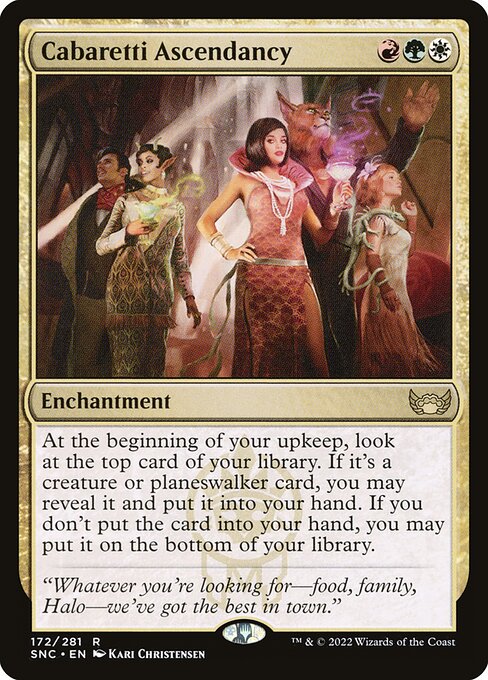 Cabaretti Ascendancy
Enchantment
At the beginning of your upkeep, look
at the top card of your library. If it's a
creature or planeswalker card, you may
reveal it and put it into your hand. If you
don't put the card into your hand, you may
put it on the bottom of your library.
“Whatever you're looking for—food, family,
Halo—we've got the best in town.”
172/281 R
SNC • EN Kari Christensen
™ & © 2022 Wizards of the Coast